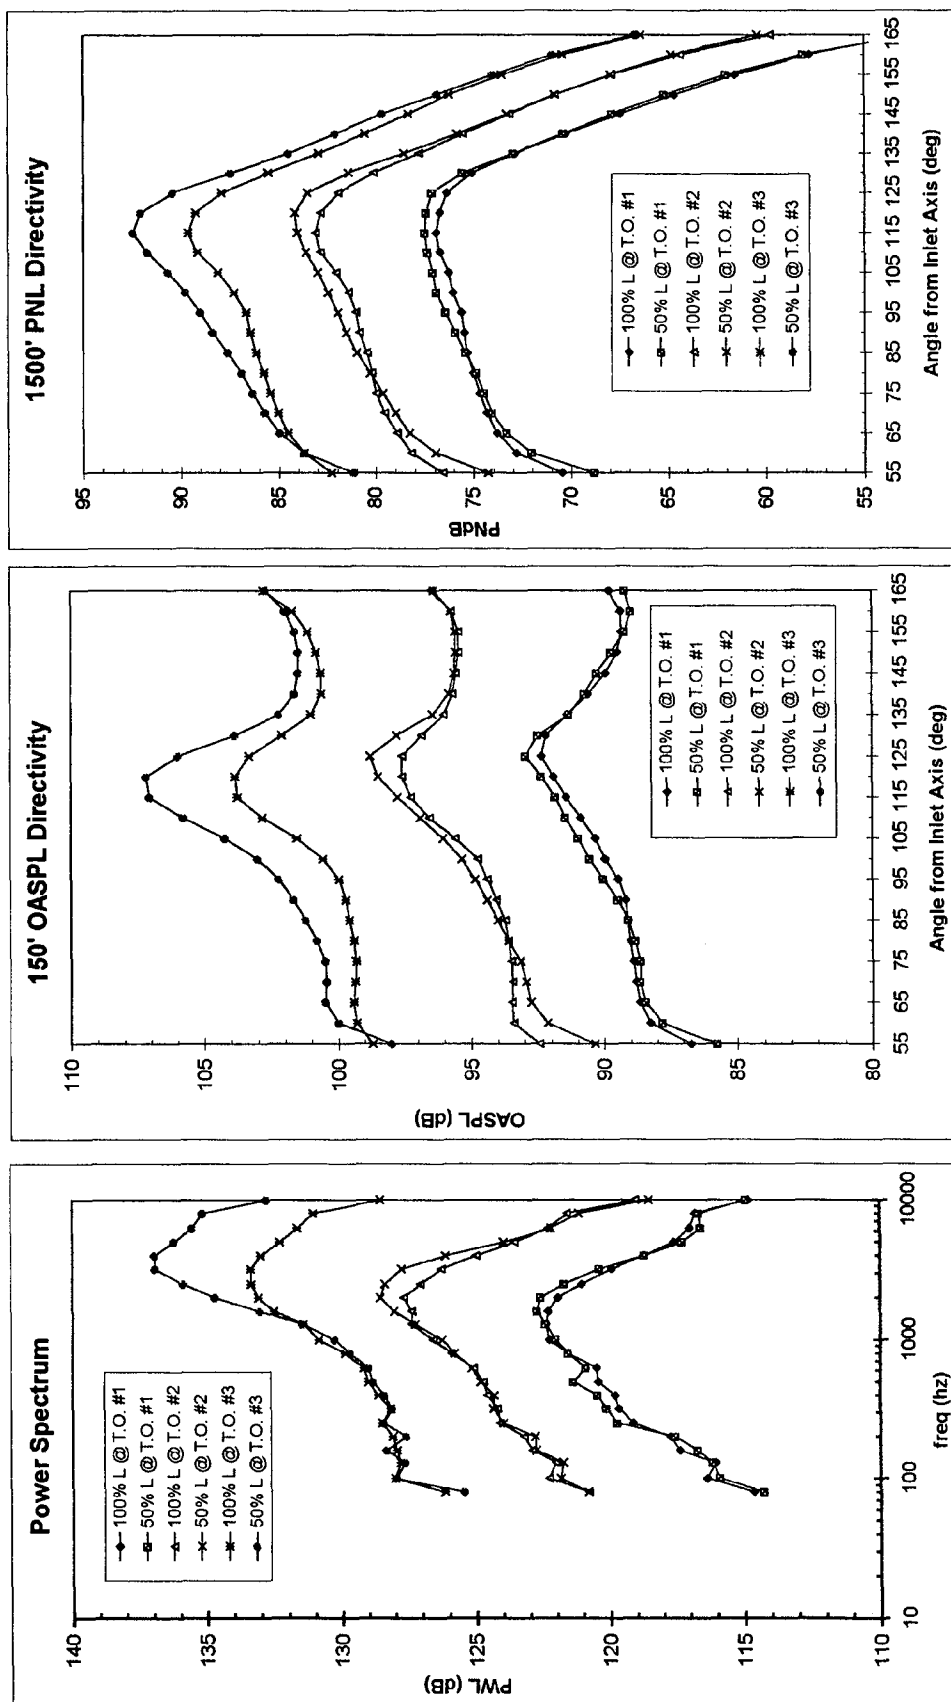 Power Spectrum
140
135
130
125
120
115
110
PWL (dB)
10
100
1000
10000
freq (hz)
100% L @ T.O. #1
50% L @ T.O. #1
100% L @ T.O. #2
50% L @ T.O. #2
100% L @ T.O. #3
50% L @ T.O. #3
150' OASPL Directivity
110
105
100
95
90
85
80
OASPL (dB)
55
65
75
85
95
105
115
125
135
145
155
165
Angle from Inlet Axis (deg)
100% L @ T.O. #1
50% L @ T.O. #1
100% L @ T.O. #2
50% L @ T.O. #2
100% L @ T.O. #3
50% L @ T.O. #3
1500' PNL Directivity
95
90
85
80
75
70
65
60
55
PNdB
55
65
75
85
95
105
115
125
135
145
155
165
Angle from Inlet Axis (deg)
100% L @ T.O. #1
50% L @ T.O. #1
100% L @ T.O. #2
50% L @ T.O. #2
100% L @ T.O. #3
50% L @ T.O. #3